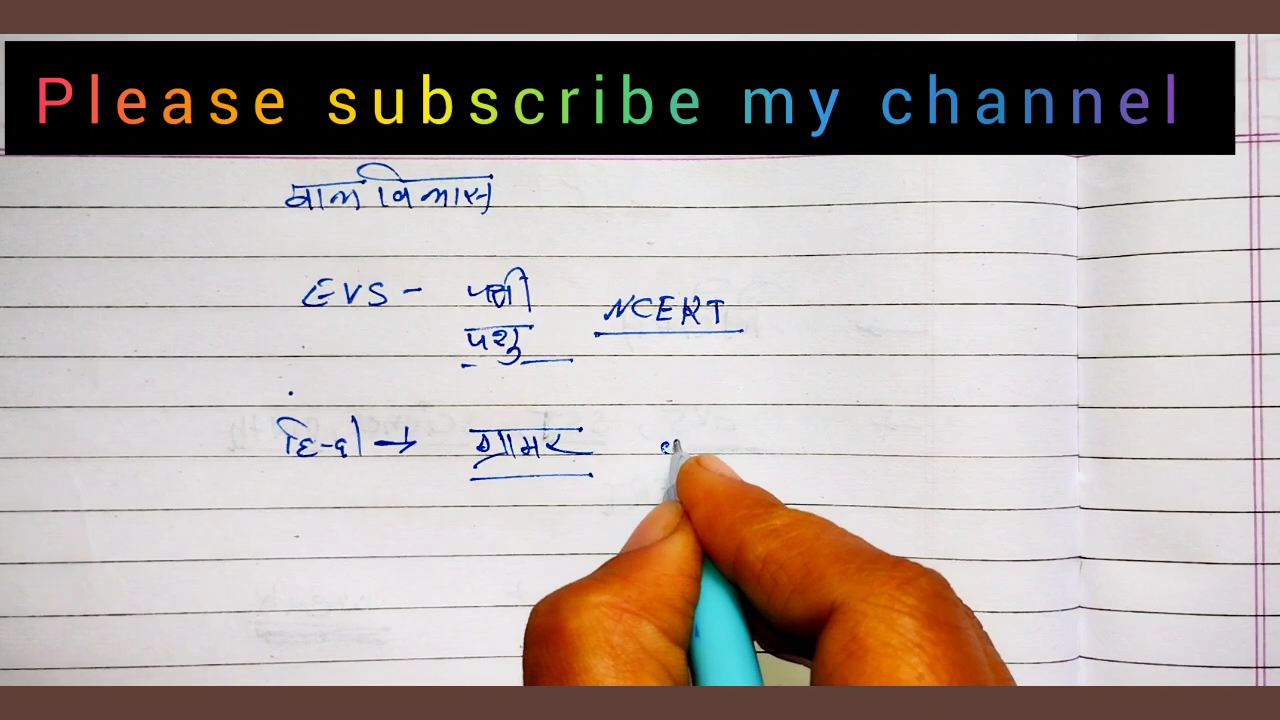 Please subscribe my channel
बाल विकास
EVS - पक्षी
पशु
NCERT
हिन्दी → ग्रामर